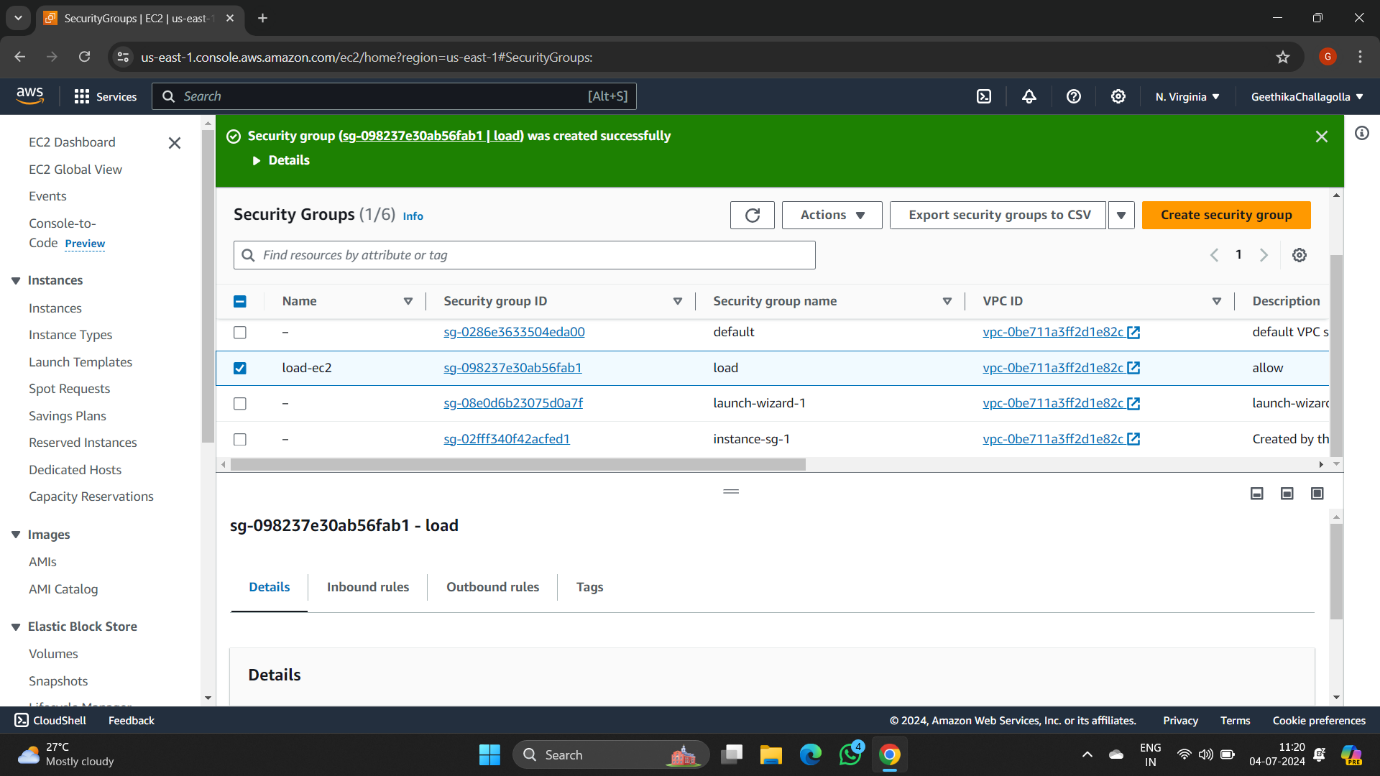 SecurityGroups | EC2 | us-east-1
us-east-1.console.aws.amazon.com/ec2/home?region=us-east-1#SecurityGroups:
G
aws
Services
Search [Alt+S]
N. Virginia
GeethikaChallagolla
EC2 Dashboard
EC2 Global View
Events
Console-to-
Code Preview
Instances
Instances
Instance Types
Launch Templates
Spot Requests
Savings Plans
Reserved Instances
Dedicated Hosts
Capacity Reservations
Images
AMIs
AMI Catalog
Elastic Block Store
Volumes
Snapshots
Lifecycle Manager
Security group (sg-098237e30ab56fab1 | load) was created successfully
Details
Security Groups (1/6) Info
Actions
Export security groups to CSV
Create security group
Find resources by attribute or tag
1
Name Security group ID Security group name VPC ID Description
– sg-0286e3633504eda00 default vpc-0be711a3ff2d1e82c default VPC s
load-ec2 sg-098237e30ab56fab1 load vpc-0be711a3ff2d1e82c allow
– sg-08e0d6b23075d0a7f launch-wizard-1 vpc-0be711a3ff2d1e82c launch-wizard
– sg-02fff340f42acfed1 instance-sg-1 vpc-0be711a3ff2d1e82c Created by th
sg-098237e30ab56fab1 - load
Details Inbound rules Outbound rules Tags
Details
CloudShell Feedback
© 2024, Amazon Web Services, Inc. or its affiliates. Privacy Terms Cookie preferences
27°C
Mostly cloudy
Search
4
ENG
IN
11:20
04-07-2024
PRE